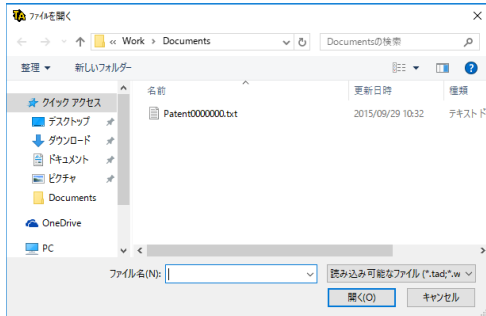 ファイルを開く
« Work › Documents
Documentsの検索
整理 ▼ 新しいフォルダー
名前 更新日時 種類
クイック アクセス
デスクトップ
ダウンロード
ドキュメント
ピクチャ
Documents
OneDrive
PC
Patent0000000.txt 2015/09/29 10:32 テキスト ド
ファイル名(N):
読み込み可能なファイル (*.tad;*.w
開く(O) キャンセル